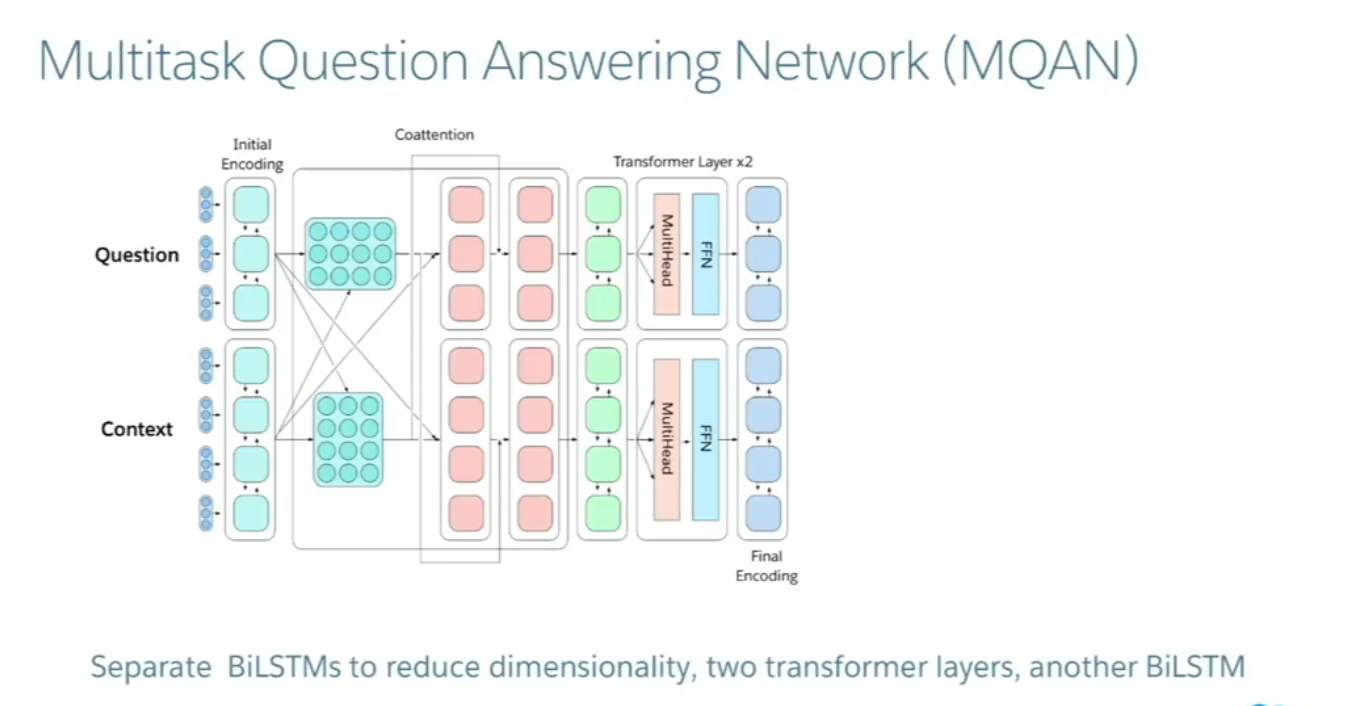 Multitask Question Answering Network (MQAN)
Coattention
Initial
Encoding
Transformer Layer x2
Question
MultiHead
FFN
Context
MultiHead
FFN
Final
Encoding
Separate BiLSTMs to reduce dimensionality, two transformer layers, another BiLSTM